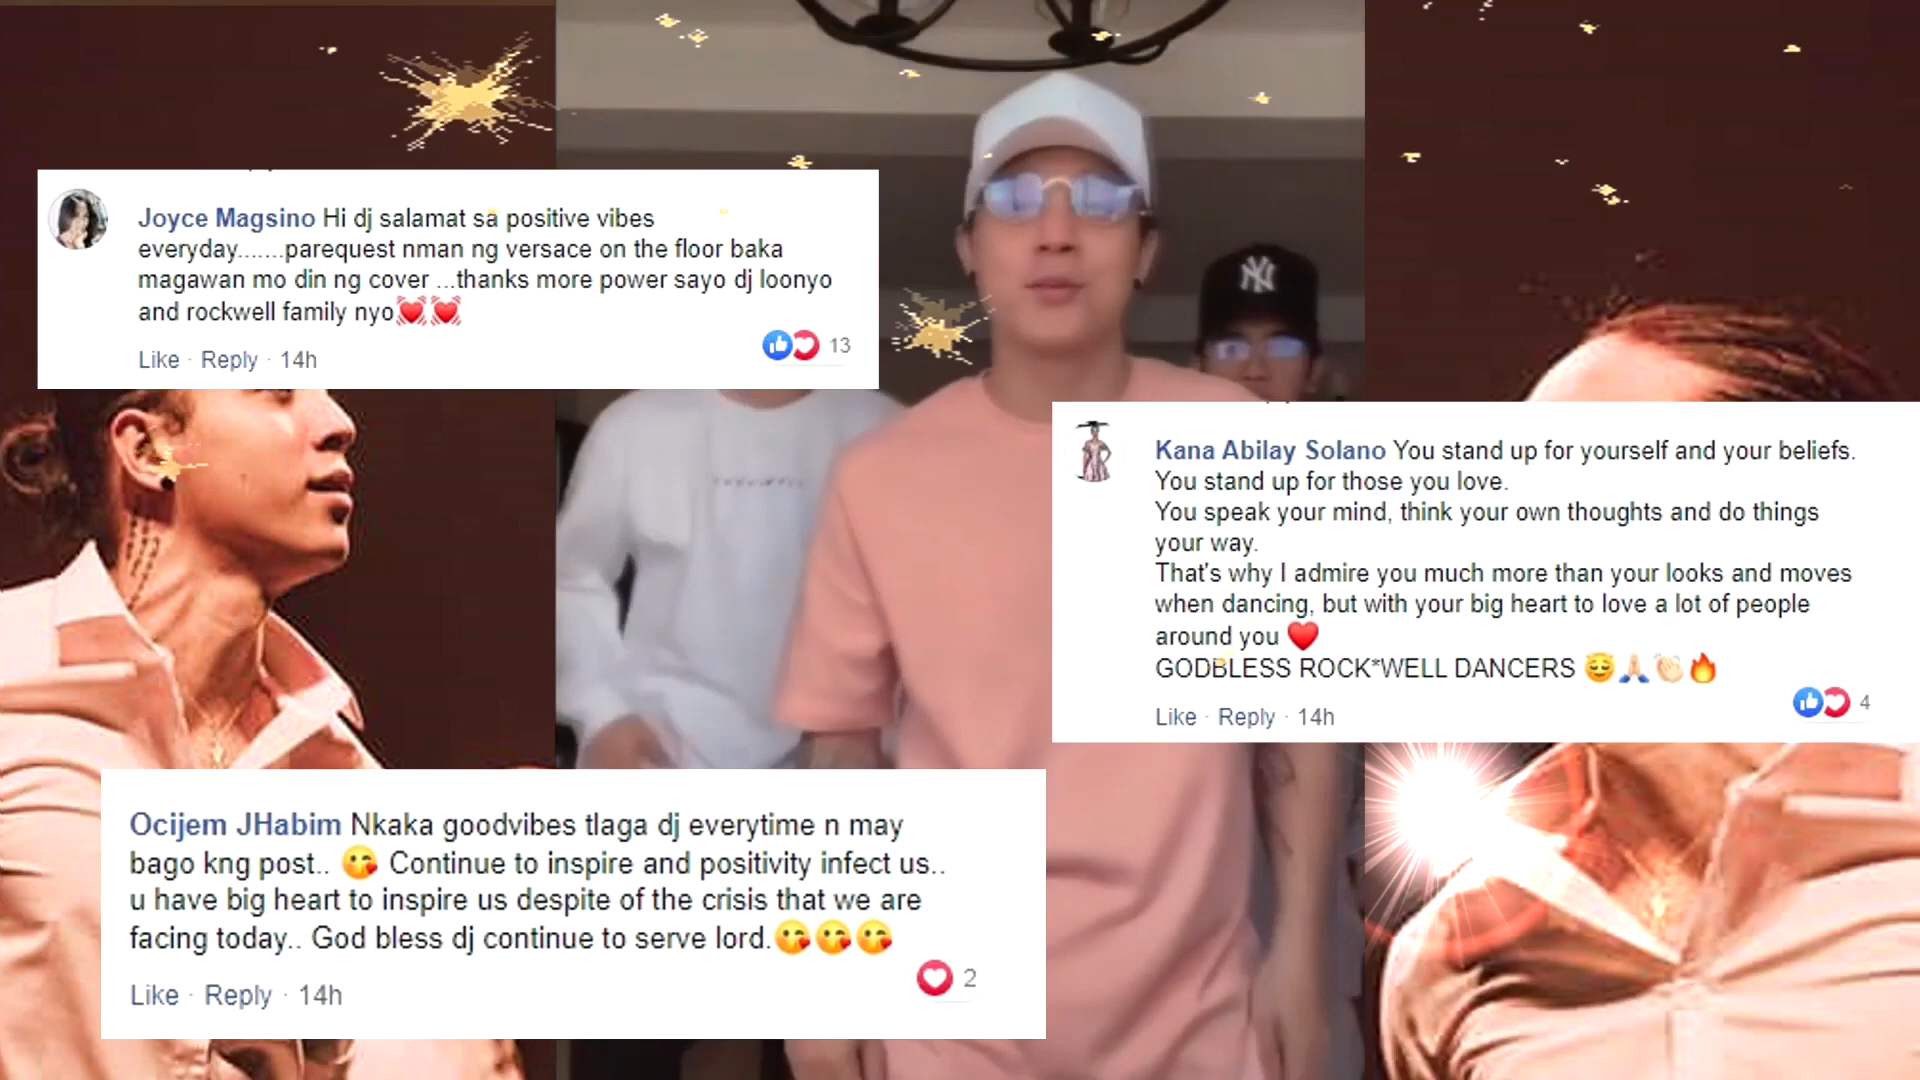 Joyce Magsino Hi dj salamat sa positive vibes
everyday.......parequest nman ng versace on the floor baka
magawan mo din ng cover ...thanks more power sayo dj loonyo
and rockwell family nyo💓💓
Like · Reply · 14h
13
NY
Kana Abilay Solano You stand up for yourself and your beliefs.
You stand up for those you love.
You speak your mind, think your own thoughts and do things
your way.
That's why I admire you much more than your looks and moves
when dancing, but with your big heart to love a lot of people
around you ❤️
GODBLESS ROCK*WELL DANCERS 😇🙏🏻👏🏻🔥
Like · Reply · 14h
4
Ocijem JHabim Nkaka goodvibes tlaga dj everytime n may
bago kng post.. 😘 Continue to inspire and positivity infect us..
u have big heart to inspire us despite of the crisis that we are
facing today.. God bless dj continue to serve lord.😘😘😘
Like · Reply · 14h
2